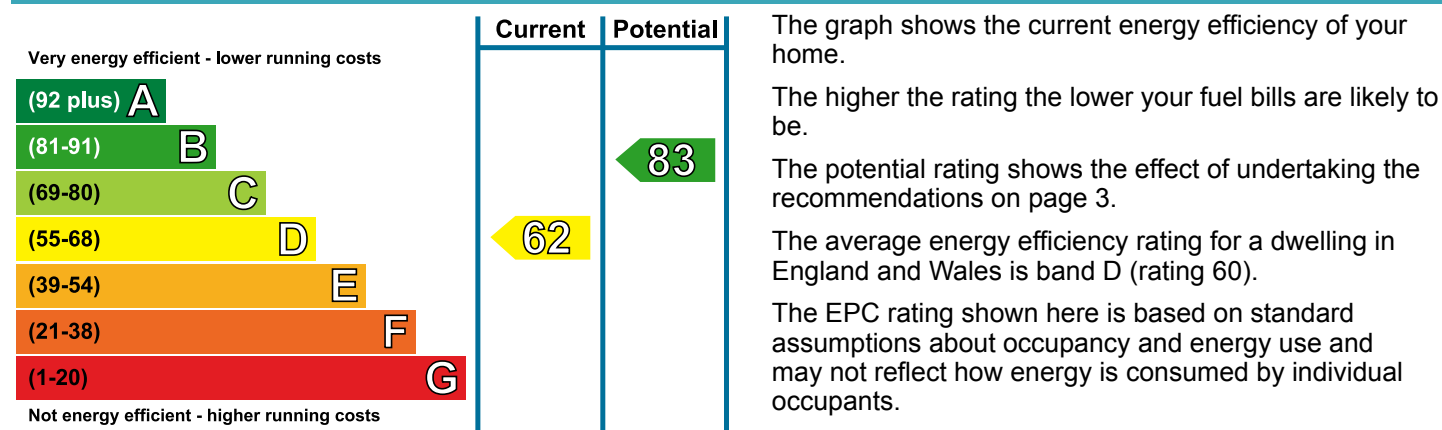 Current Potential
Very energy efficient - lower running costs
(92 plus) A
(81-91) B
83
(69-80) C
(55-68) D
62
(39-54) E
(21-38) F
(1-20) G
Not energy efficient - higher running costs
The graph shows the current energy efficiency of your
home.
The higher the rating the lower your fuel bills are likely to
be.
The potential rating shows the effect of undertaking the
recommendations on page 3.
The average energy efficiency rating for a dwelling in
England and Wales is band D (rating 60).
The EPC rating shown here is based on standard
assumptions about occupancy and energy use and
may not reflect how energy is consumed by individual
occupants.